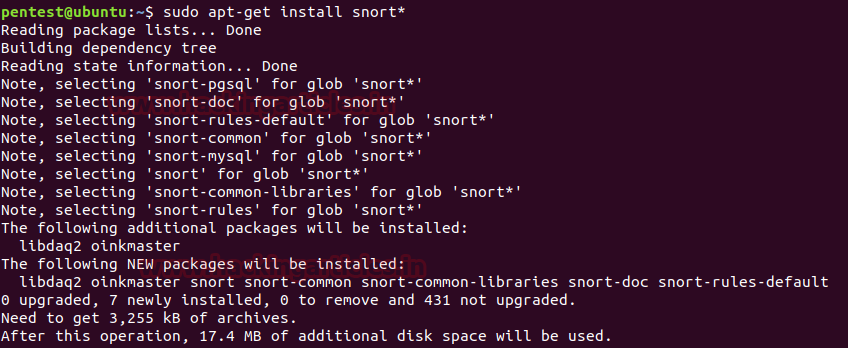 pentest@ubuntu:~$ sudo apt-get install snort*
Reading package lists... Done
Building dependency tree
Reading state information... Done
Note, selecting 'snort-pgsql' for glob 'snort*'
Note, selecting 'snort-doc' for glob 'snort*'
Note, selecting 'snort-rules-default' for glob 'snort*'
Note, selecting 'snort-common' for glob 'snort*'
Note, selecting 'snort-mysql' for glob 'snort*'
Note, selecting 'snort' for glob 'snort*'
Note, selecting 'snort-common-libraries' for glob 'snort*'
Note, selecting 'snort-rules' for glob 'snort*'
The following additional packages will be installed:
  libdaq2 oinkmaster
The following NEW packages will be installed:
  libdaq2 oinkmaster snort snort-common snort-common-libraries snort-doc snort-rules-default
0 upgraded, 7 newly installed, 0 to remove and 431 not upgraded.
Need to get 3,255 kB of archives.
After this operation, 17.4 MB of additional disk space will be used.